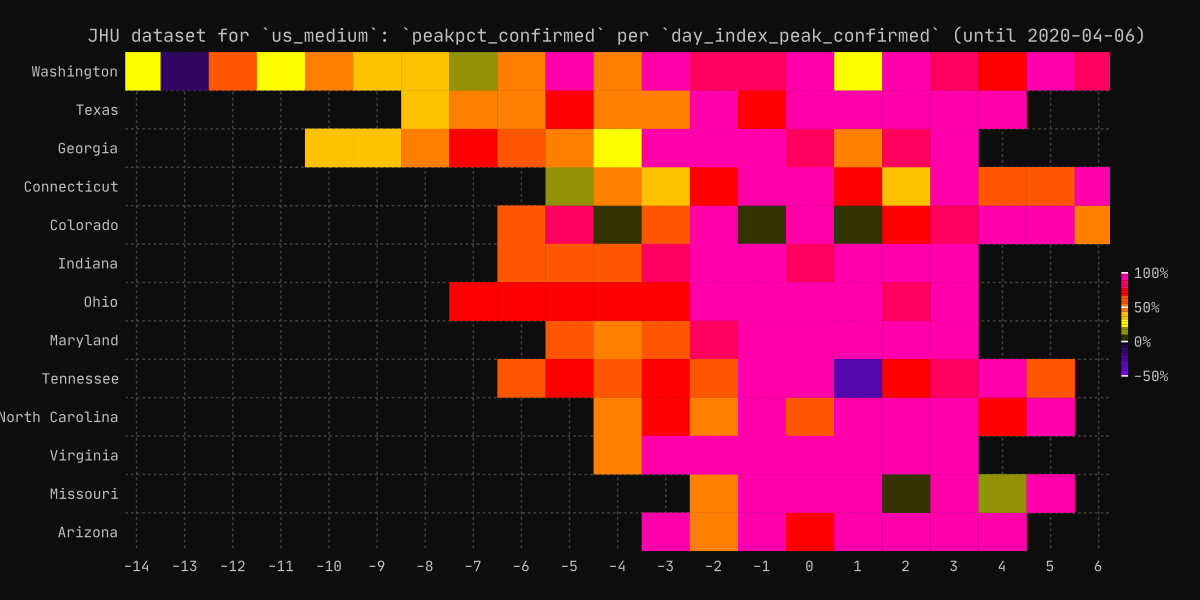 JHU dataset for `us_medium`: `peakpct_confirmed` per `day_index_peak_confirmed` (until 2020-04-06)
Washington
Texas
Georgia
Connecticut
Colorado
Indiana
Ohio
Maryland
Tennessee
North Carolina
Virginia
Missouri
Arizona
-14 -13 -12 -11 -10 -9 -8 -7 -6 -5 -4 -3 -2 -1 0 1 2 3 4 5 6
100%
50%
0%
-50%